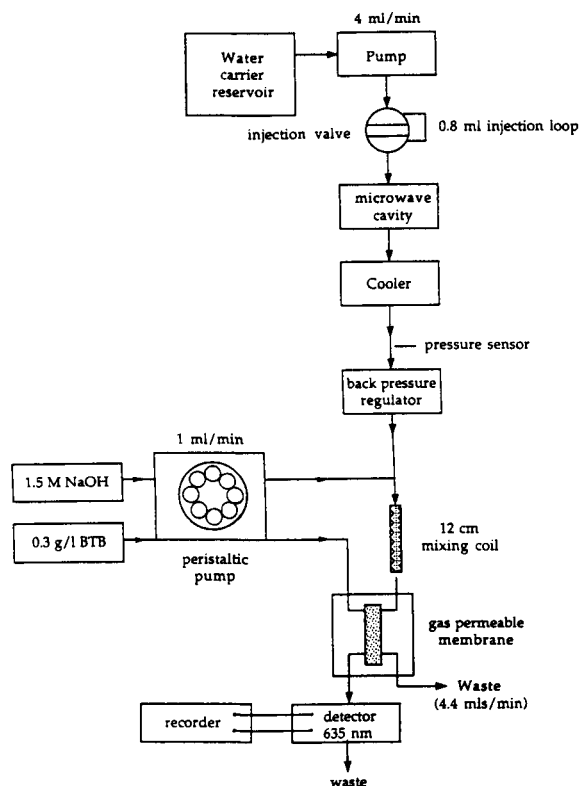 4 ml/min
Water
carrier
reservoir
Pump
injection valve
0.8 ml injection loop
microwave
cavity
Cooler
pressure sensor
back pressure
regulator
1 ml/min
1.5 M NaOH
0.3 g/l BTB
peristaltic
pump
12 cm
mixing coil
gas permeable
membrane
Waste
(4.4 mls/min)
recorder
detector
635 nm
waste